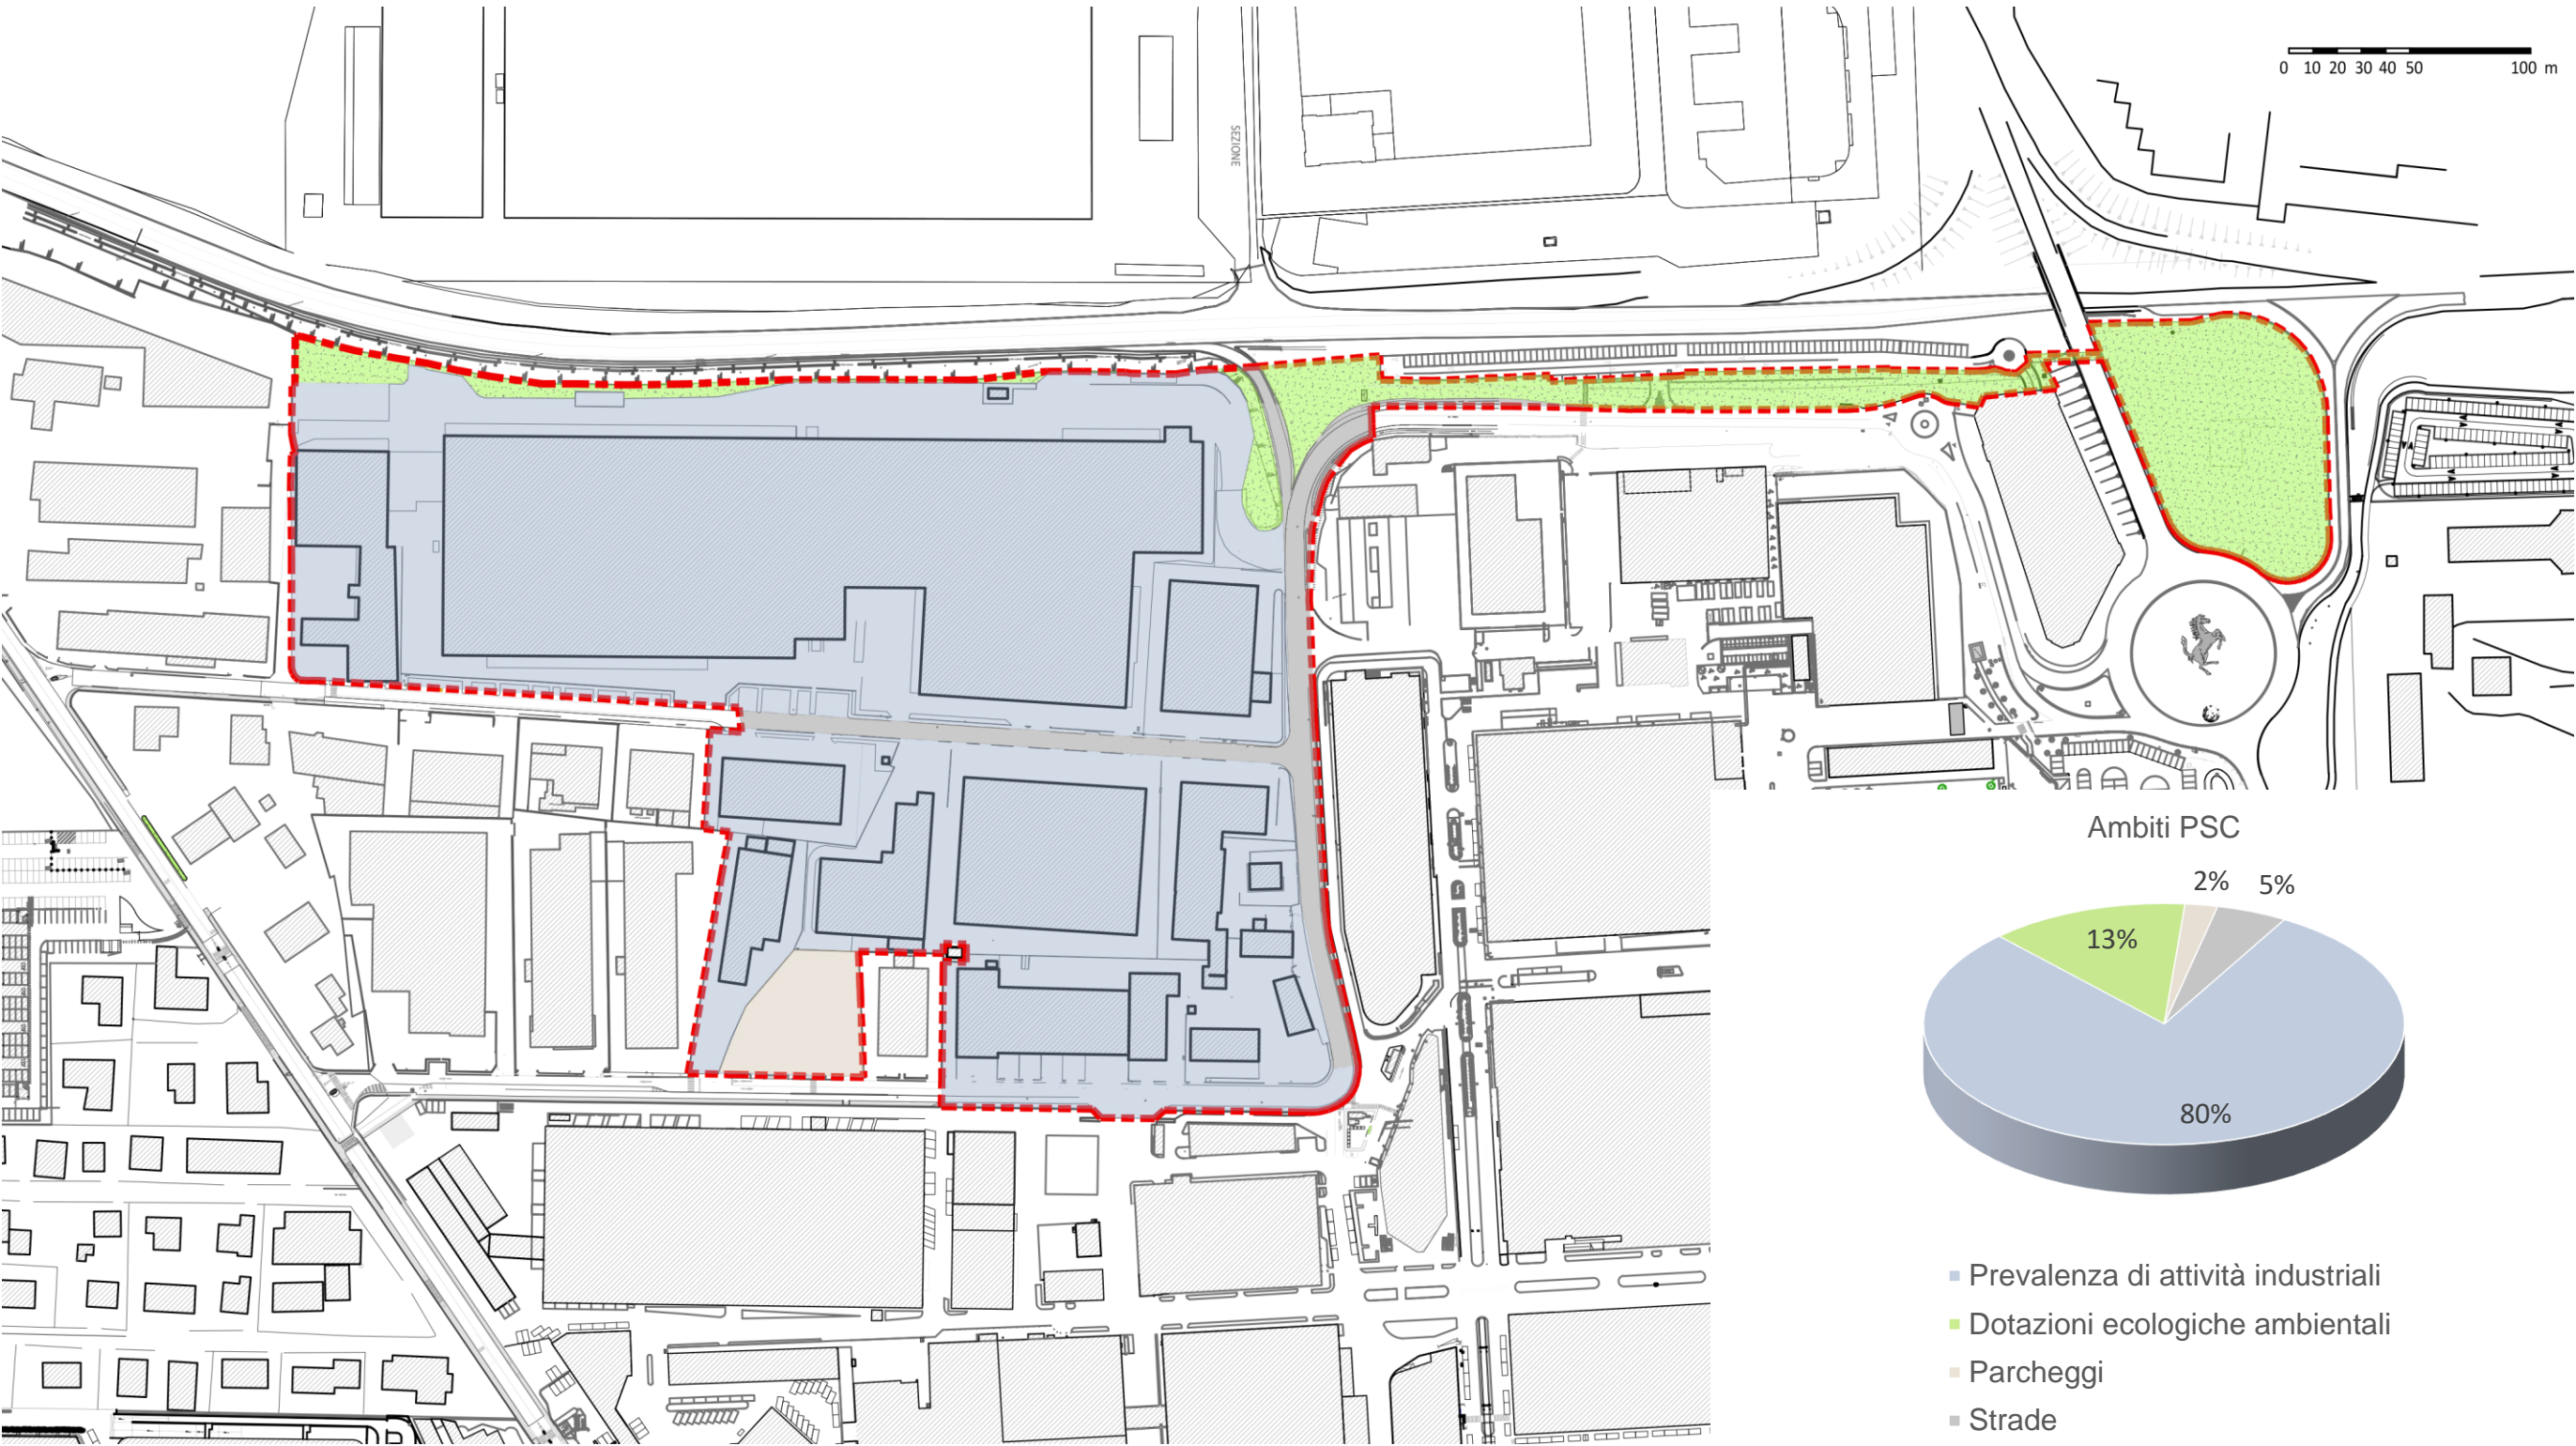 0 10 20 30 40 50 100 m
SEZIONE
Ambiti PSC
2% 5%
13%
80%
Prevalenza di attività industriali
Dotazioni ecologiche ambientali
Parcheggi
Strade